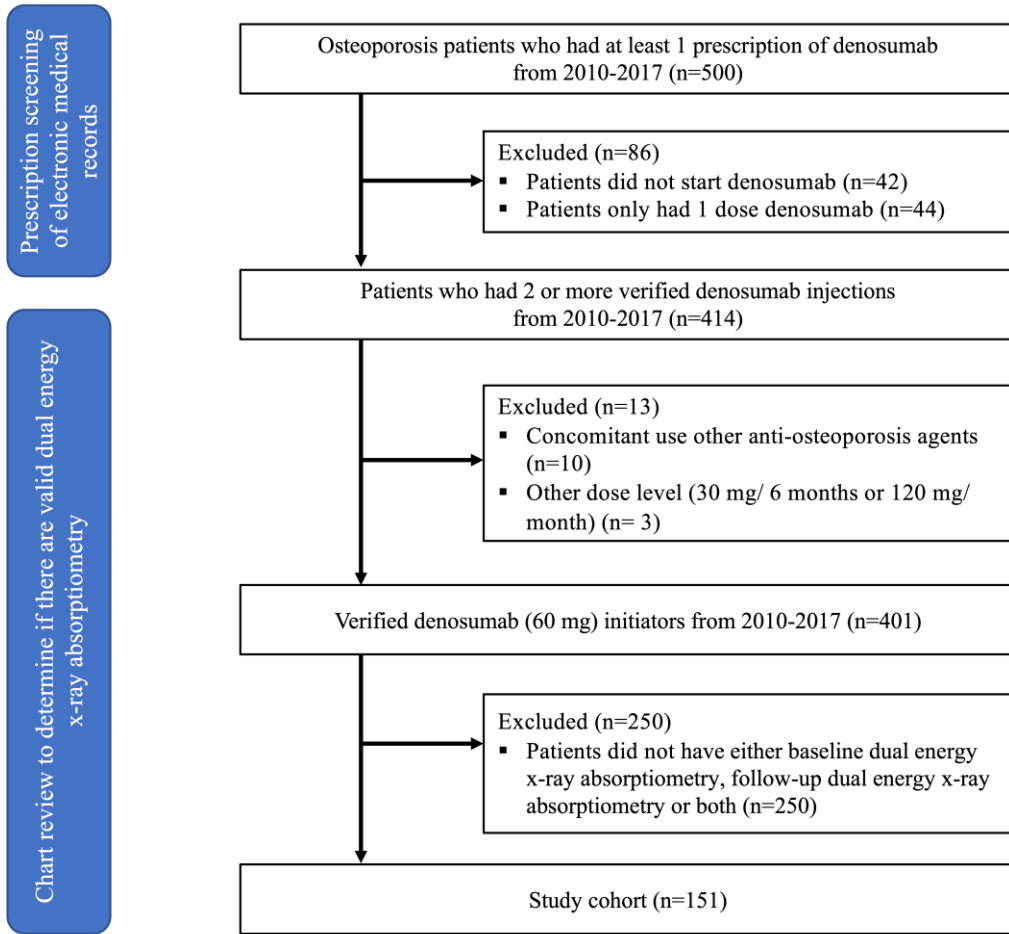 Prescription screening
of electronic medical
records
Osteoporosis patients who had at least 1 prescription of denosumab
from 2010-2017 (n=500)
Excluded (n=86)
▪ Patients did not start denosumab (n=42)
▪ Patients only had 1 dose denosumab (n=44)
Patients who had 2 or more verified denosumab injections
from 2010-2017 (n=414)
Chart review to determine if there are valid dual energy
x-ray absorptiometry
Excluded (n=13)
▪ Concomitant use other anti-osteoporosis agents
(n=10)
▪ Other dose level (30 mg/ 6 months or 120 mg/
month) (n= 3)
Verified denosumab (60 mg) initiators from 2010-2017 (n=401)
Excluded (n=250)
▪ Patients did not have either baseline dual energy
x-ray absorptiometry, follow-up dual energy x-ray
absorptiometry or both (n=250)
Study cohort (n=151)